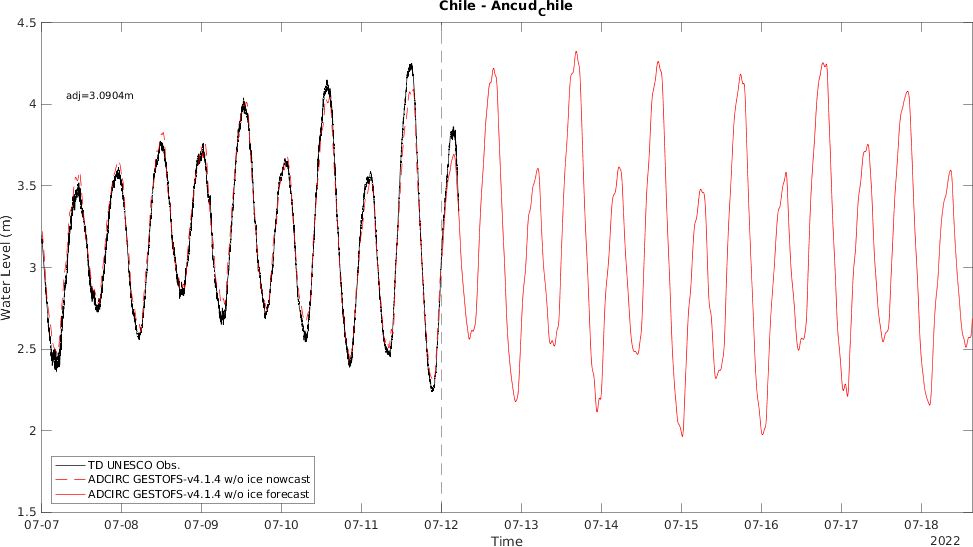 Chile - Ancud_Chile
4.5
4
3.5
3
2.5
2
1.5
Water Level (m)
adj=3.0904m
TD UNESCO Obs.
ADCIRC GESTOFS-v4.1.4 w/o ice nowcast
ADCIRC GESTOFS-v4.1.4 w/o ice forecast
07-07 07-08 07-09 07-10 07-11 07-12 07-13 07-14 07-15 07-16 07-17 07-18
Time
2022